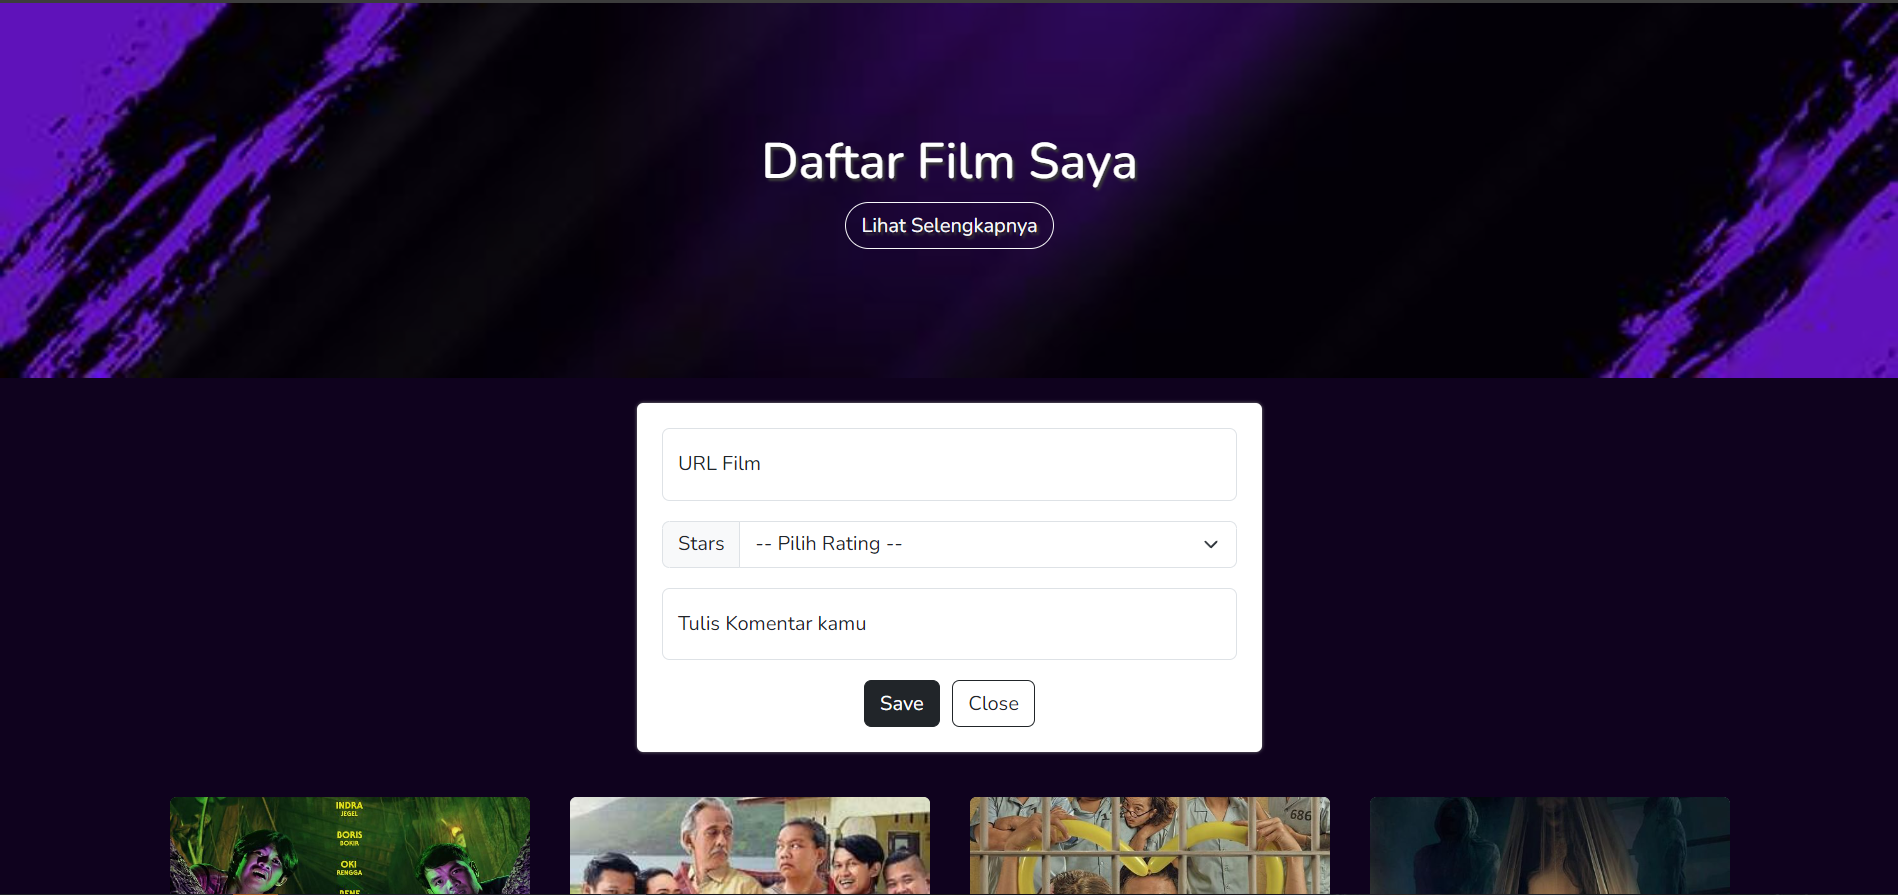 Daftar Film Saya
Lihat Selengkapnya
URL Film
Stars
-- Pilih Rating --
Tulis Komentar kamu
Save
Close
INDRA
JEGEL
BORIS
BOKIR
OKI
RENGGA
BENE
686